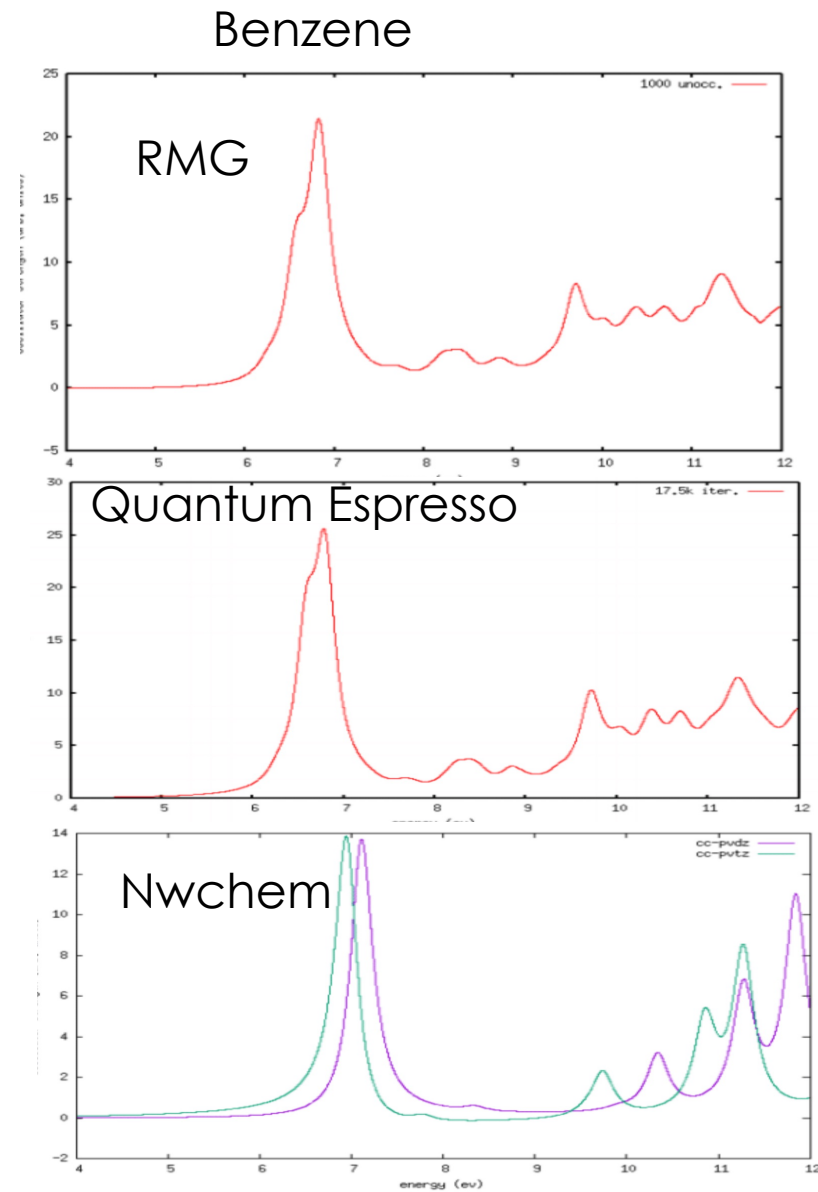 Benzene
25
1000 unocc.
RMG
20
15
10
5
0
-5
4 5 6 7 8 9 10 11 12
30
17.5k iter.
Quantum Espresso
25
20
15
10
5
0
4 5 6 7 8 9 10 11 12
14
cc-pvdz
cc-pvtz
12
Nwchem
10
8
6
4
2
0
-2
4 5 6 7 8 9 10 11 12
energy (ev)